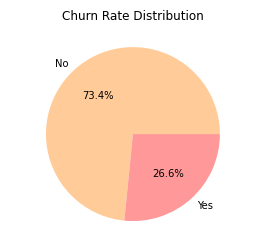 Churn Rate Distribution
No
73.4%
26.6%
Yes